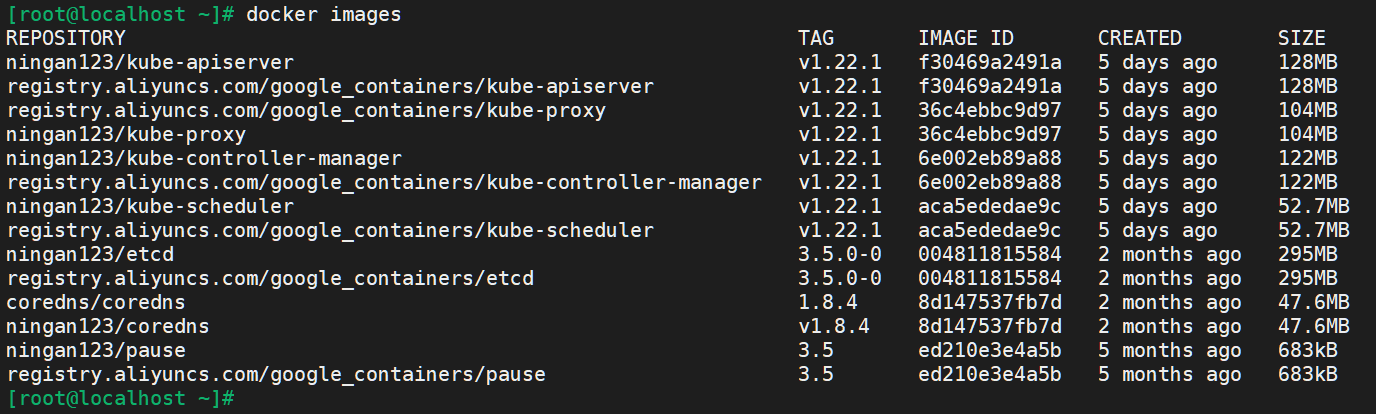 [root@localhost ~]# docker images
REPOSITORY TAG IMAGE ID CREATED SIZE
ningan123/kube-apiserver v1.22.1 f30469a2491a 5 days ago 128MB
registry.aliyuncs.com/google_containers/kube-apiserver v1.22.1 f30469a2491a 5 days ago 128MB
registry.aliyuncs.com/google_containers/kube-proxy v1.22.1 36c4ebbc9d97 5 days ago 104MB
ningan123/kube-proxy v1.22.1 36c4ebbc9d97 5 days ago 104MB
ningan123/kube-controller-manager v1.22.1 6e002eb89a88 5 days ago 122MB
registry.aliyuncs.com/google_containers/kube-controller-manager v1.22.1 6e002eb89a88 5 days ago 122MB
ningan123/kube-scheduler v1.22.1 aca5ededae9c 5 days ago 52.7MB
registry.aliyuncs.com/google_containers/kube-scheduler v1.22.1 aca5ededae9c 5 days ago 52.7MB
ningan123/etcd 3.5.0-0 004811815584 2 months ago 295MB
registry.aliyuncs.com/google_containers/etcd 3.5.0-0 004811815584 2 months ago 295MB
coredns/coredns 1.8.4 8d147537fb7d 2 months ago 47.6MB
ningan123/coredns v1.8.4 8d147537fb7d 2 months ago 47.6MB
ningan123/pause 3.5 ed210e3e4a5b 5 months ago 683kB
registry.aliyuncs.com/google_containers/pause 3.5 ed210e3e4a5b 5 months ago 683kB
[root@localhost ~]#